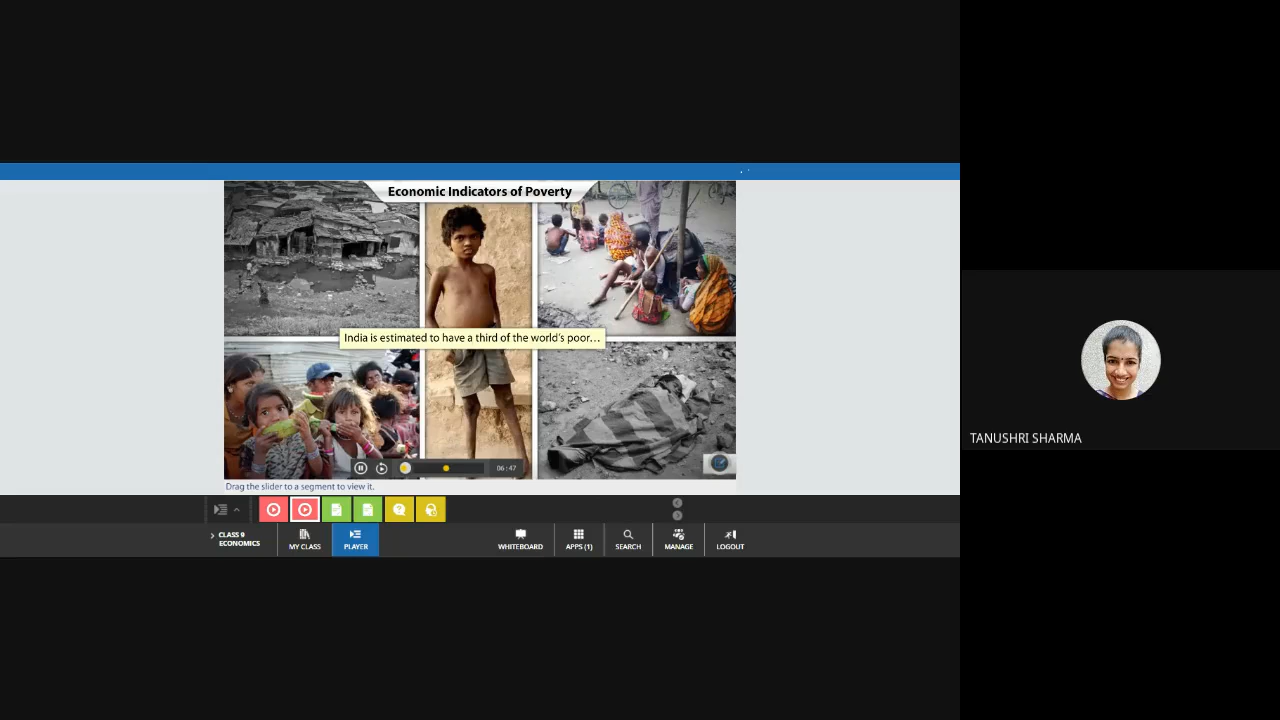 Economic Indicators of Poverty
India is estimated to have a third of the world's poor...
06:47
Drag the slider to a segment to view it.
CLASS 9
ECONOMICS
MY CLASS
PLAYER
WHITEBOARD
APPS (1)
SEARCH
MANAGE
LOGOUT
TANUSHRI SHARMA